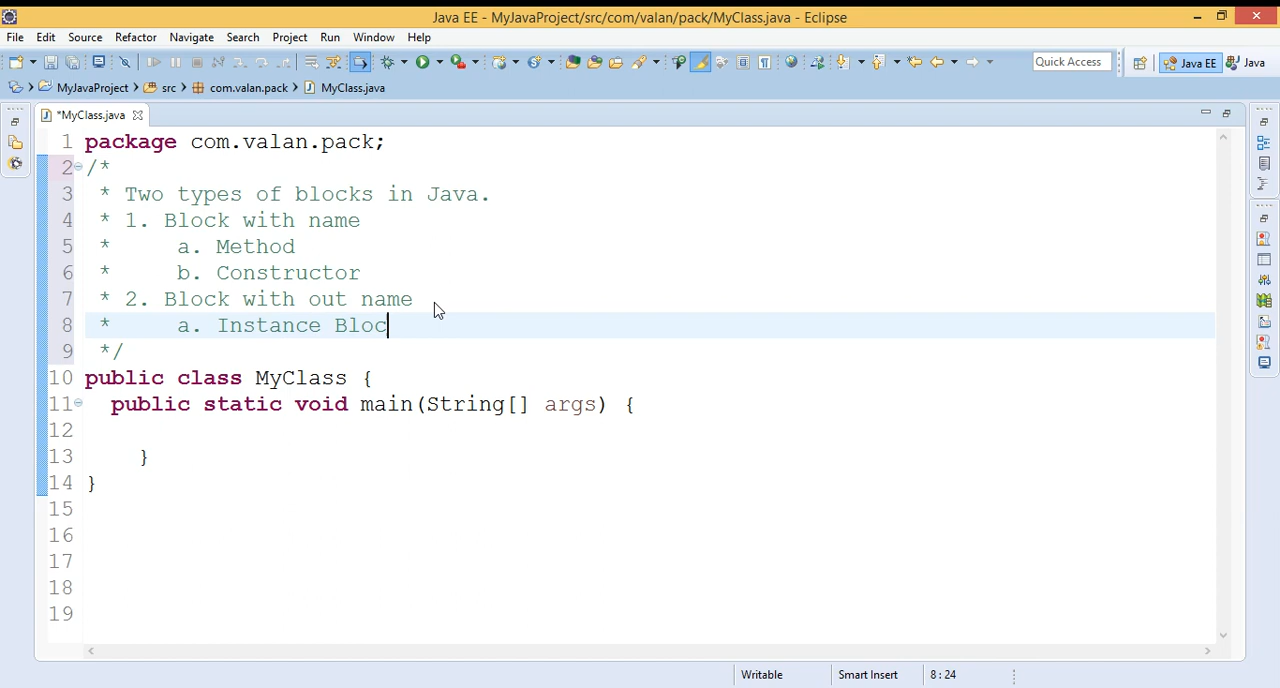 Java EE - MyJavaProject/src/com/valan/pack/MyClass.java - Eclipse
File Edit Source Refactor Navigate Search Project Run Window Help
Quick Access Java EE Java
MyJavaProject src com.valan.pack MyClass.java
*MyClass.java
1 package com.valan.pack;
2 /*
3 * Two types of blocks in Java.
4 * 1. Block with name
5 * a. Method
6 * b. Constructor
7 * 2. Block with out name
8 * a. Instance Bloc
9 */
10 public class MyClass {
11 public static void main(String[] args) {
12
13 }
14 }
15
16
17
18
19
Writable Smart Insert 8 : 24